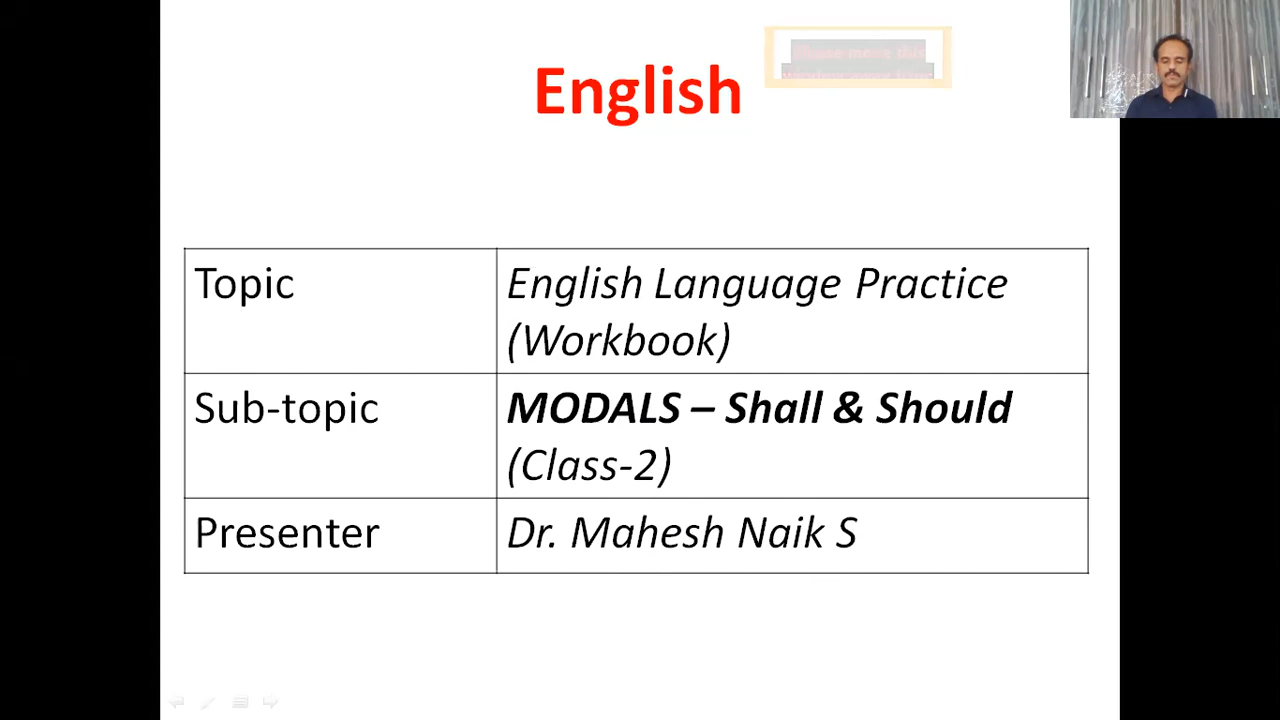 English
Topic
English Language Practice
(Workbook)
Sub-topic
MODALS – Shall & Should
(Class-2)
Presenter
Dr. Mahesh Naik S